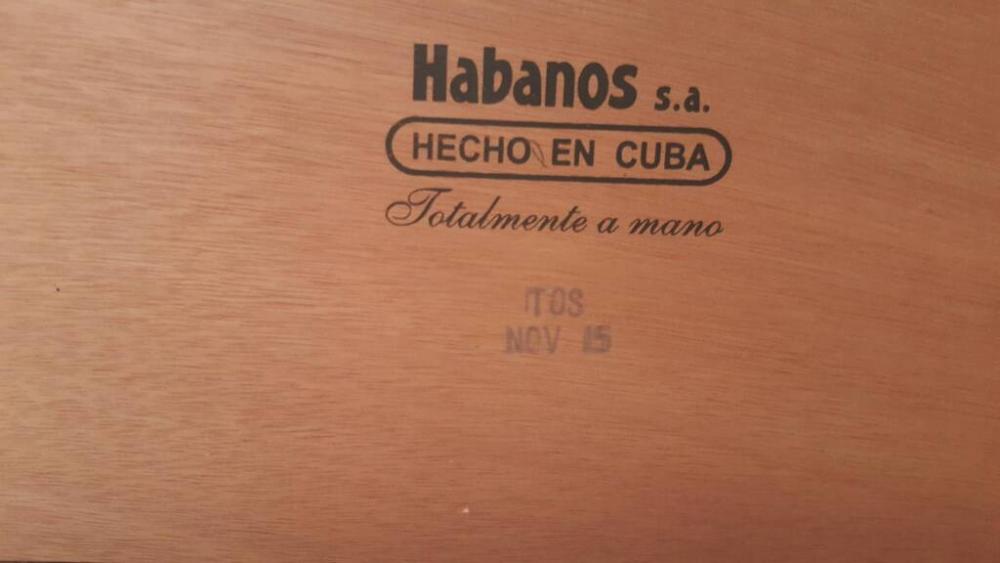 Habanos s.a.
HECHO EN CUBA
Totalmente a mano
TOS
NOV 15